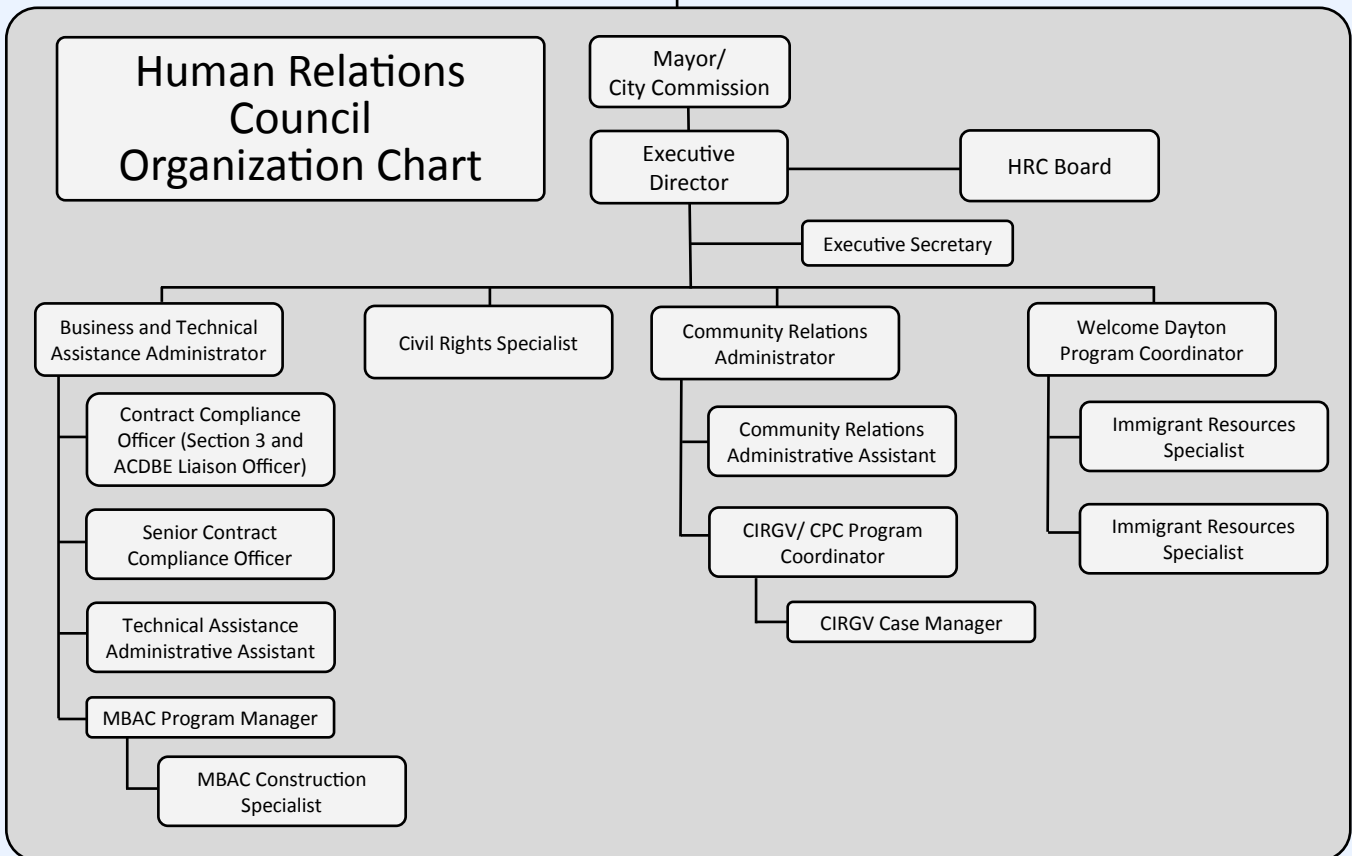 Human Relations
Council
Organization Chart
Mayor/
City Commission
Executive
Director
HRC Board
Executive Secretary
Business and Technical
Assistance Administrator
Civil Rights Specialist
Community Relations
Administrator
Welcome Dayton
Program Coordinator
Contract Compliance
Officer (Section 3 and
ACDBE Liaison Officer)
Senior Contract
Compliance Officer
Technical Assistance
Administrative Assistant
MBAC Program Manager
MBAC Construction
Specialist
Community Relations
Administrative Assistant
CIRGV/ CPC Program
Coordinator
CIRGV Case Manager
Immigrant Resources
Specialist
Immigrant Resources
Specialist